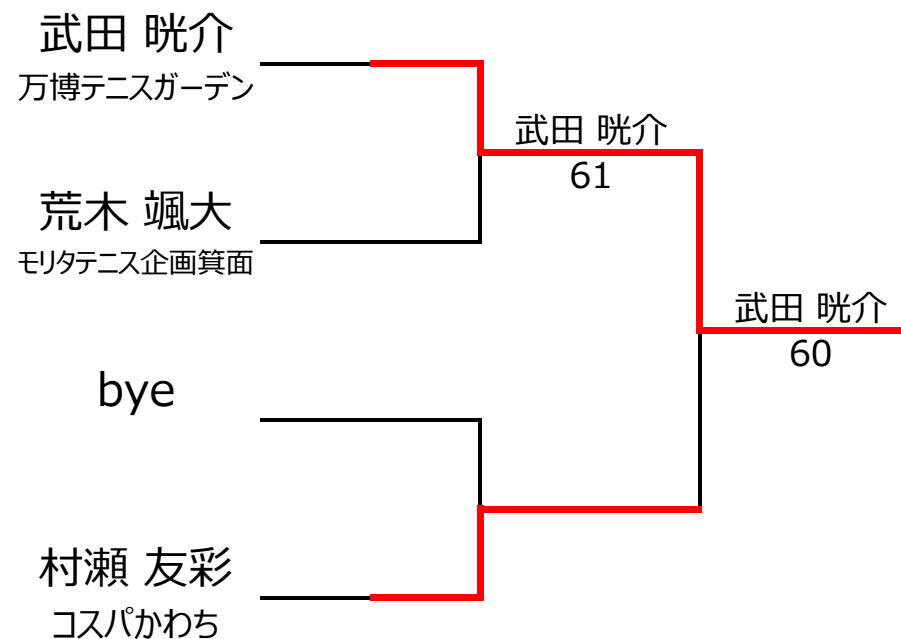 武田 晄介
万博テニスガーデン
武田 晄介
61
荒木 颯大
モリタテニス企画箕面
武田 晄介
60
bye
村瀬 友彩
コスパかわち